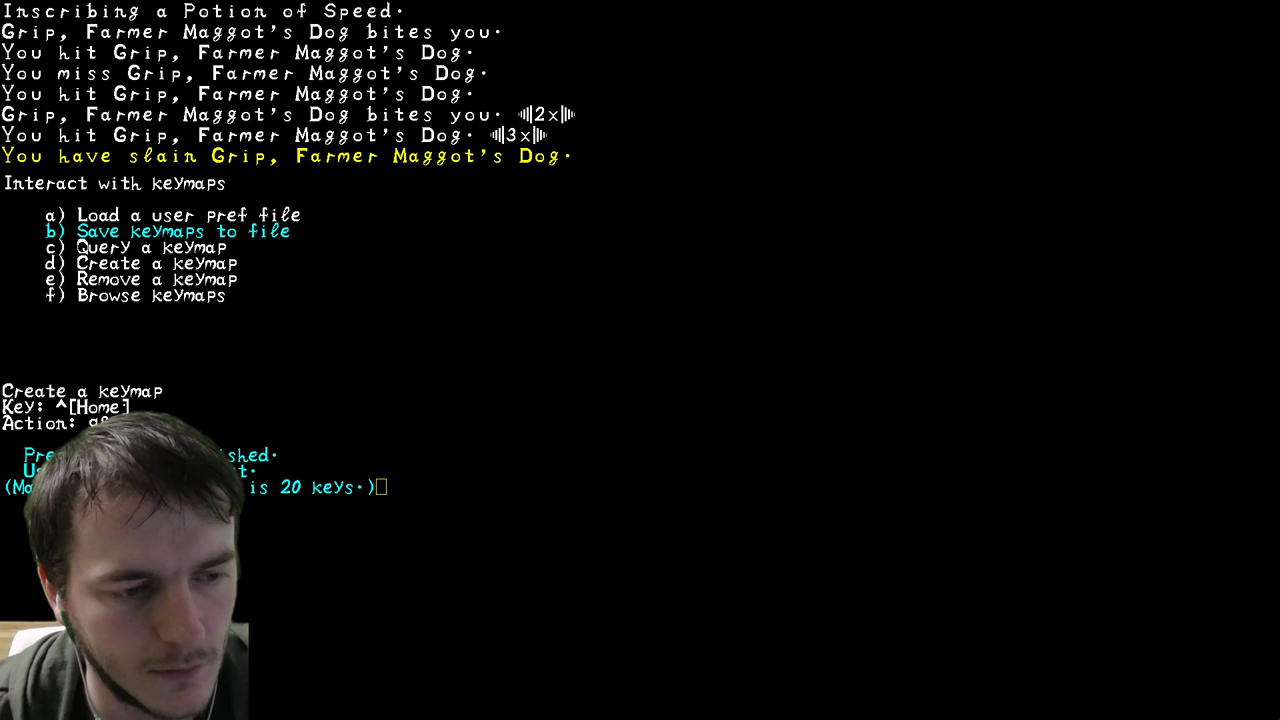 Inscribing a Potion of Speed.
Grip, Farmer Maggot's Dog bites you.
You hit Grip, Farmer Maggot's Dog.
You miss Grip, Farmer Maggot's Dog.
You hit Grip, Farmer Maggot's Dog.
Grip, Farmer Maggot's Dog bites you. 2x
You hit Grip, Farmer Maggot's Dog. 3x
You have slain Grip, Farmer Maggot's Dog.
Interact with keymaps
a) Load a user pref file
b) Save keymaps to file
c) Query a keymap
d) Create a keymap
e) Remove a keymap
f) Browse keymaps
Create a keymap
Key: ^[Home]
Action:
is 20 keys.)